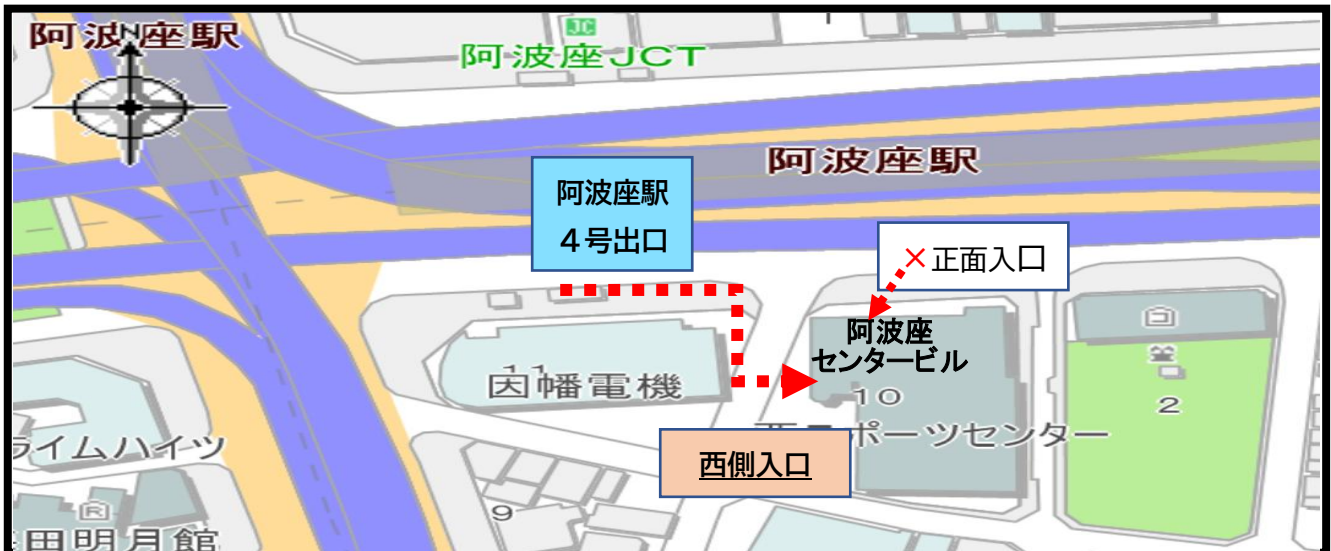 阿波座駅
N
JC
阿波座JCT
阿波座駅
阿波座駅
4号出口
×正面入口
阿波座
センタービル
11
因幡電機
10
ポーツセンター
2
西側入口
ライムハイツ
9
R
田明月館